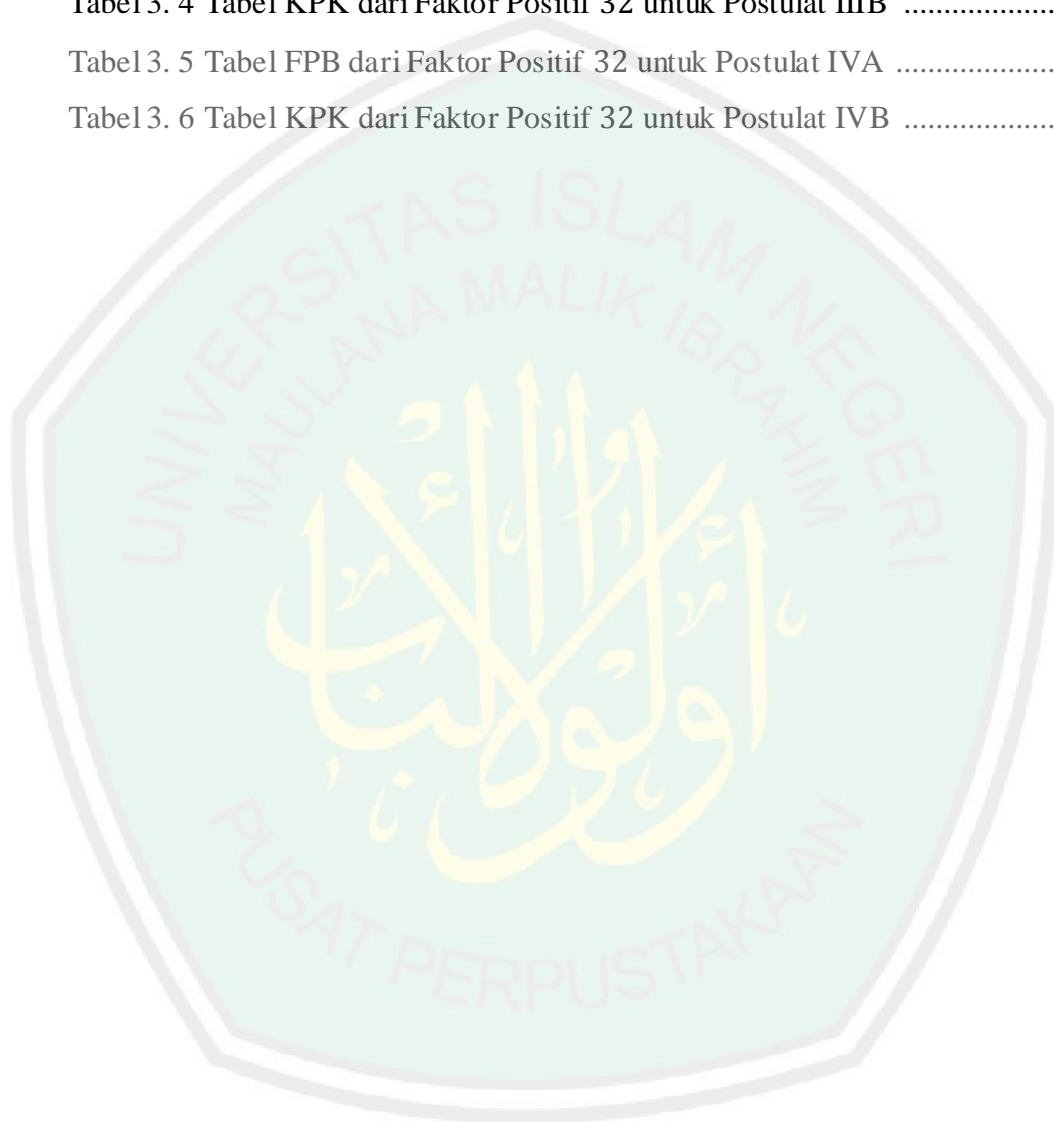 Tabel 3. 4 Tabel KPK dari Faktor Positif 32 untuk Postulat IIIB ...................
Tabel 3. 5 Tabel FPB dari Faktor Positif 32 untuk Postulat IVA ....................
Tabel 3. 6 Tabel KPK dari Faktor Positif 32 untuk Postulat IVB ...................
UNIVERSITAS ISLAM NEGERI
MAULANA MALIK IBRAHIM
أولوا الألباب
PUSAT PERPUSTAKAAN